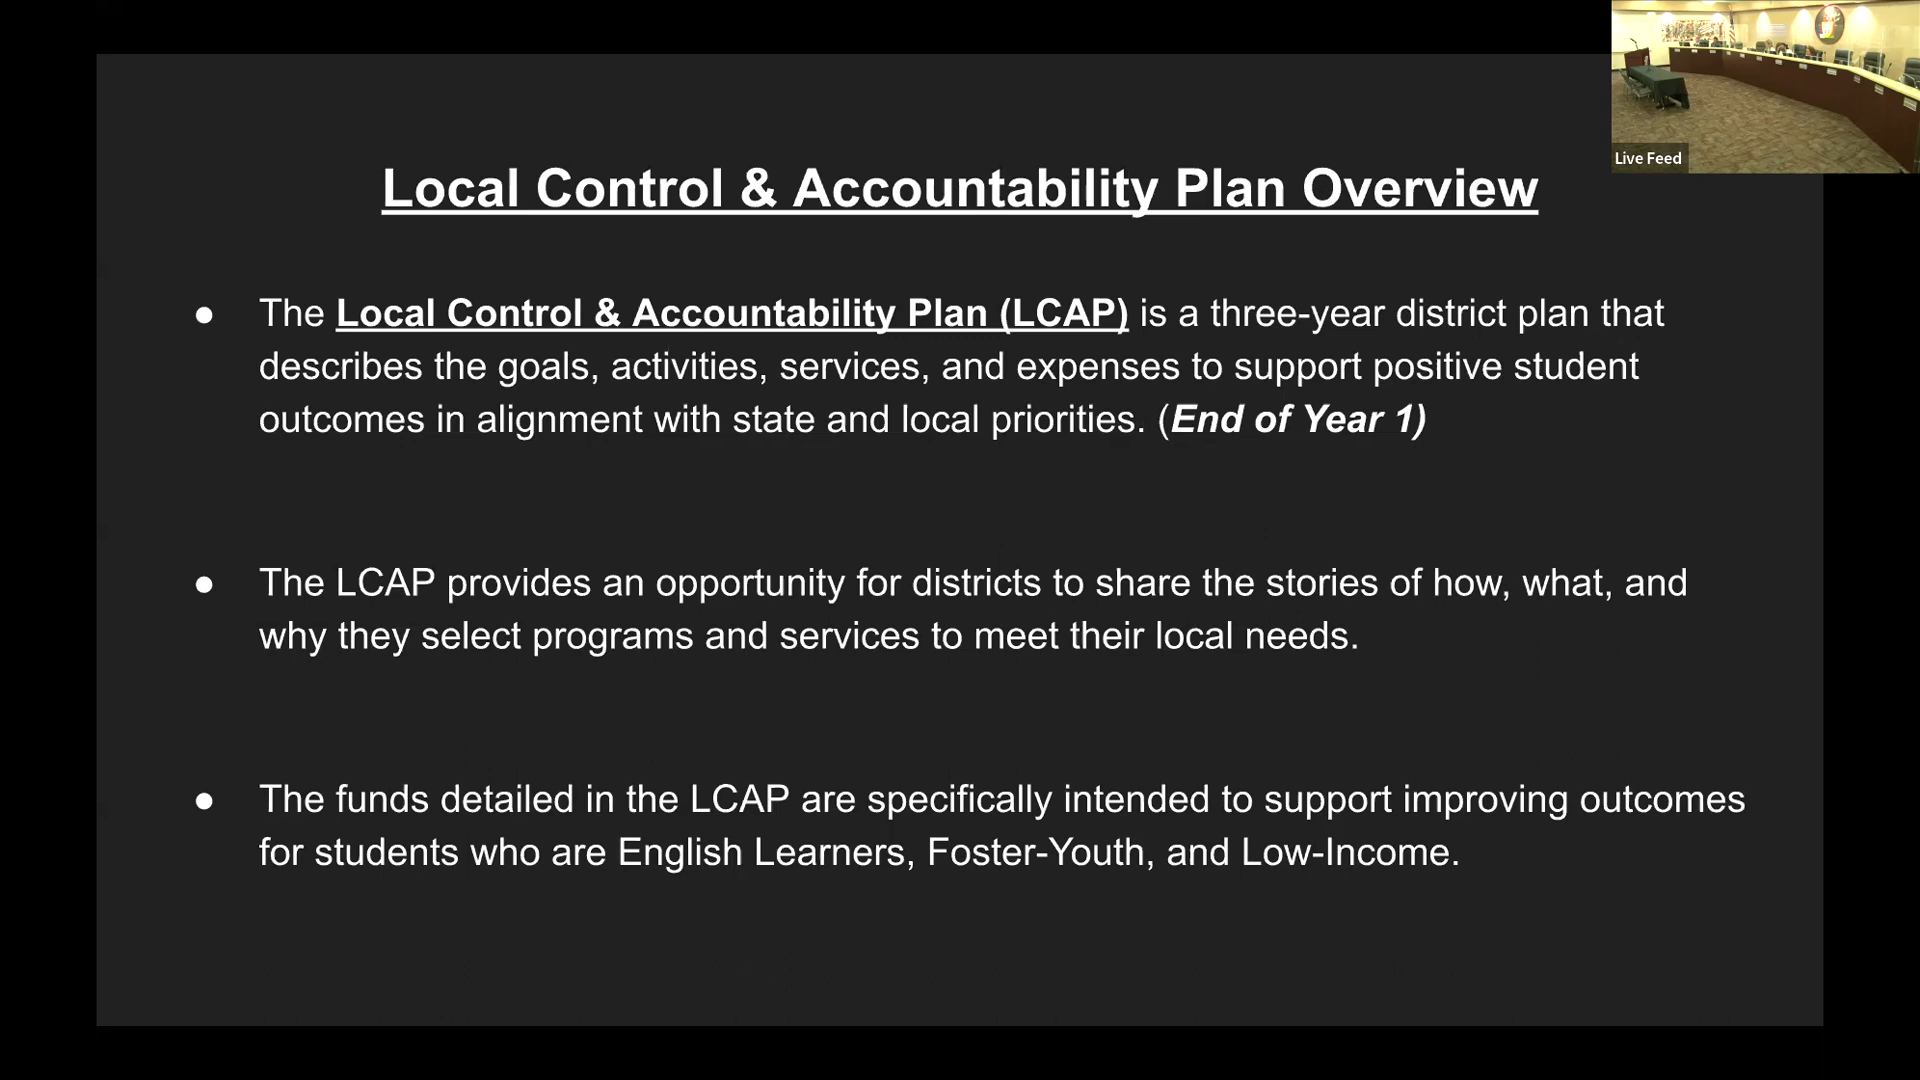 Live Feed
Local Control & Accountability Plan Overview
● The Local Control & Accountability Plan (LCAP) is a three-year district plan that
describes the goals, activities, services, and expenses to support positive student
outcomes in alignment with state and local priorities. (End of Year 1)
● The LCAP provides an opportunity for districts to share the stories of how, what, and
why they select programs and services to meet their local needs.
● The funds detailed in the LCAP are specifically intended to support improving outcomes
for students who are English Learners, Foster-Youth, and Low-Income.